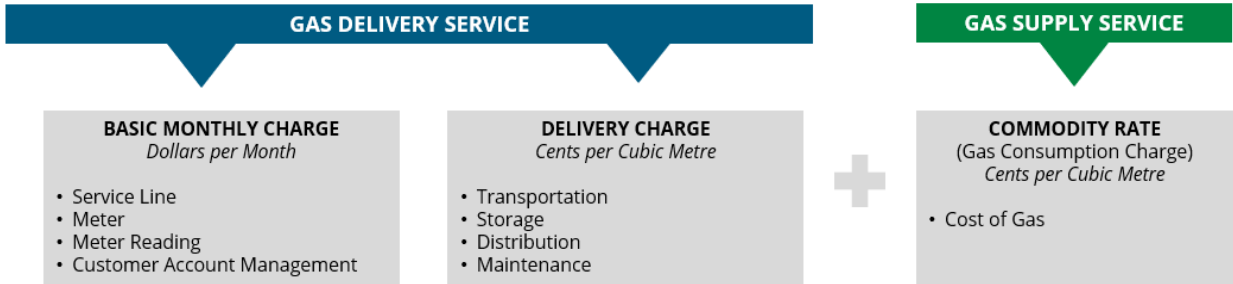 GAS DELIVERY SERVICE
GAS SUPPLY SERVICE
BASIC MONTHLY CHARGE
Dollars per Month
• Service Line
• Meter
• Meter Reading
• Customer Account Management
DELIVERY CHARGE
Cents per Cubic Metre
• Transportation
• Storage
• Distribution
• Maintenance
COMMODITY RATE
(Gas Consumption Charge)
Cents per Cubic Metre
• Cost of Gas